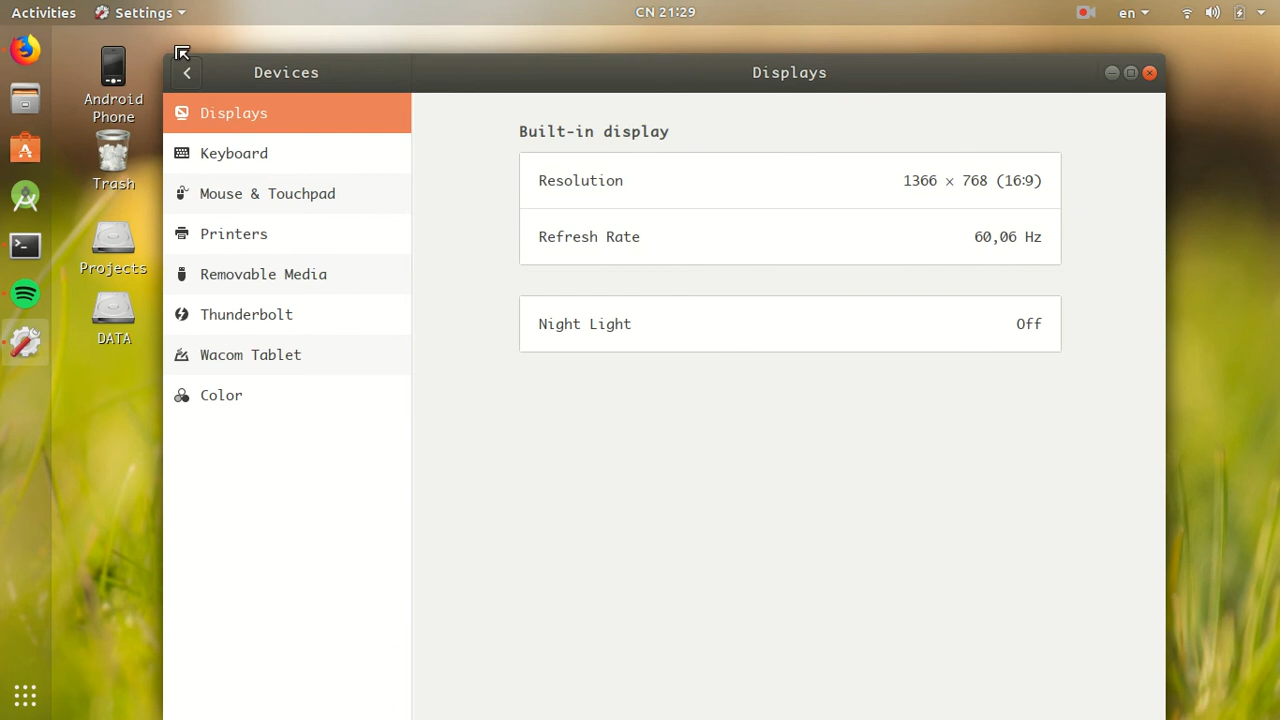 Activities
Settings
CN 21:29
en
Android
Phone
Trash
Projects
DATA
Devices
Displays
Displays
Keyboard
Mouse & Touchpad
Printers
Removable Media
Thunderbolt
Wacom Tablet
Color
Built-in display
Resolution
1366 × 768 (16:9)
Refresh Rate
60,06 Hz
Night Light
Off